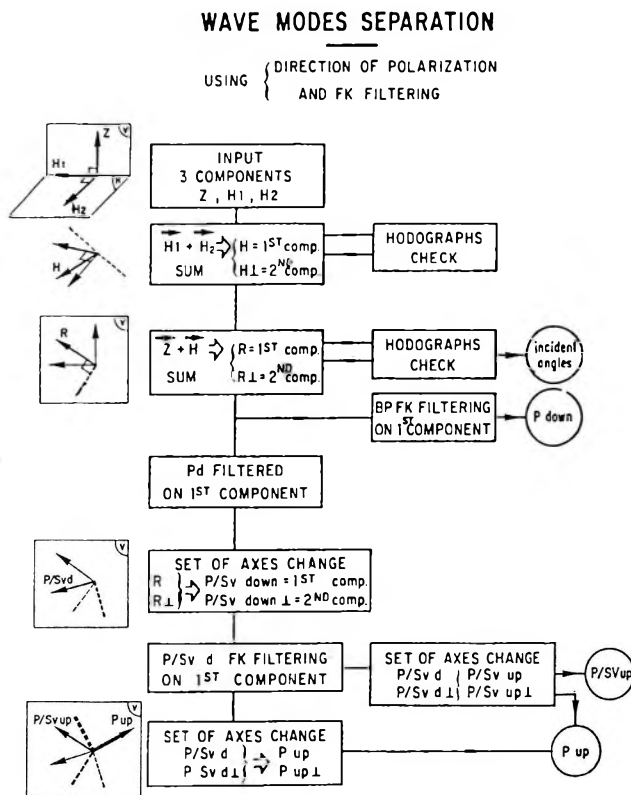 WAVE MODES SEPARATION
USING { DIRECTION OF POLARIZATION
AND FK FILTERING
V
Z
H1
H
H2
INPUT
3 COMPONENTS
Z , H1 , H2
H
H1 + H2 ⇒ { H = 1ST comp.
SUM H⊥ = 2ND comp.
HODOGRAPHS
CHECK
V
R
Z + H ⇒ { R = 1ST comp.
SUM R⊥ = 2ND comp.
HODOGRAPHS
CHECK
incident
angles
BP FK FILTERING
ON 1ST COMPONENT
P down
Pd FILTERED
ON 1ST COMPONENT
V
P/Svd
SET OF AXES CHANGE
R } ⇒ P/Sv down = 1ST comp.
R⊥ P/Sv down ⊥ = 2ND comp.
P/Sv d FK FILTERING
ON 1ST COMPONENT
SET OF AXES CHANGE
P/Sv d { P/Sv up
P/Sv d⊥ P/Sv up⊥
P/SVup
V
P/Sv up
P up
SET OF AXES CHANGE
P/Sv d } ⇒ P up
P Sv d⊥ P up⊥
P up